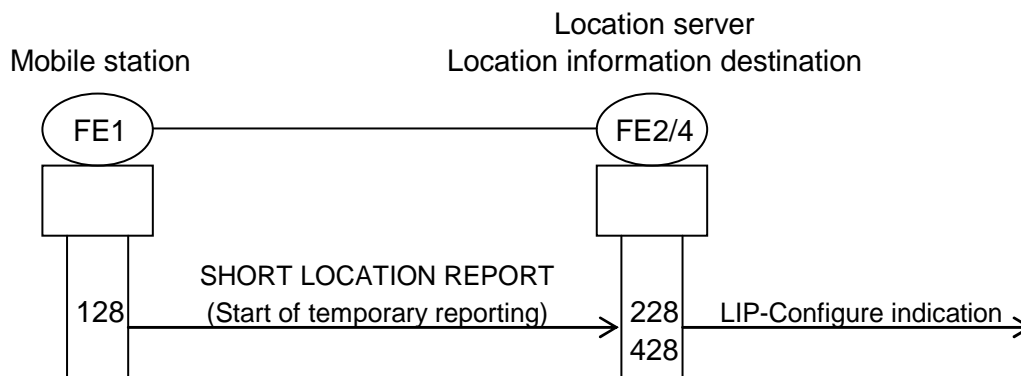 Location server
Mobile station
Location information destination
FE1
FE2/4
SHORT LOCATION REPORT
(Start of temporary reporting)
128
228
428
LIP-Configure indication